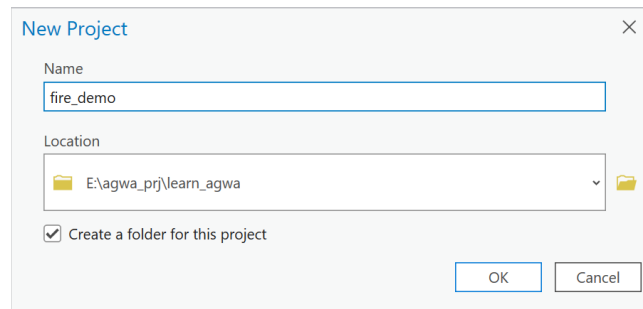 New Project
Name
fire_demo
Location
E:\agwa_prj\learn_agwa
Create a folder for this project
OK Cancel